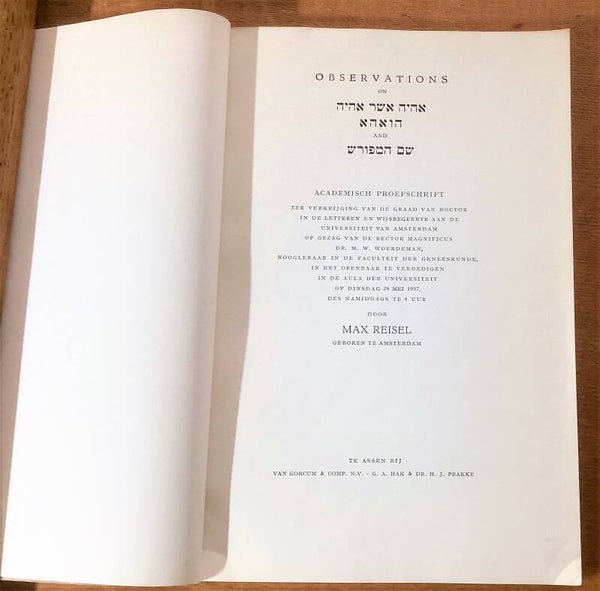 OBSERVATIONS
ON
אהיה אשר אהיה
הואהא
AND
שם המפורש
ACADEMISCH PROEFSCHRIFT
TER VERKRIJGING VAN DE GRAAD VAN DOCTOR
IN DE LETTEREN EN WIJSBEGEERTE AAN DE
UNIVERSITEIT VAN AMSTERDAM
OP GEZAG VAN DE RECTOR MAGNIFICUS
DR. M. W. WOERDEMAN,
HOOGLERAAR IN DE FACULTEIT DER GENEESKUNDE,
IN HET OPENBAAR TE VERDEDIGEN
IN DE AULA DER UNIVERSITEIT
OP DINSDAG 28 MEI 1957,
DES NAMIDDAGS TE 4 UUR
DOOR
MAX REISEL
GEBOREN TE AMSTERDAM
TE ASSEN BIJ
VAN GORCUM & COMP. N.V. - G. A. HAK & DR. H. J. PRAKKE